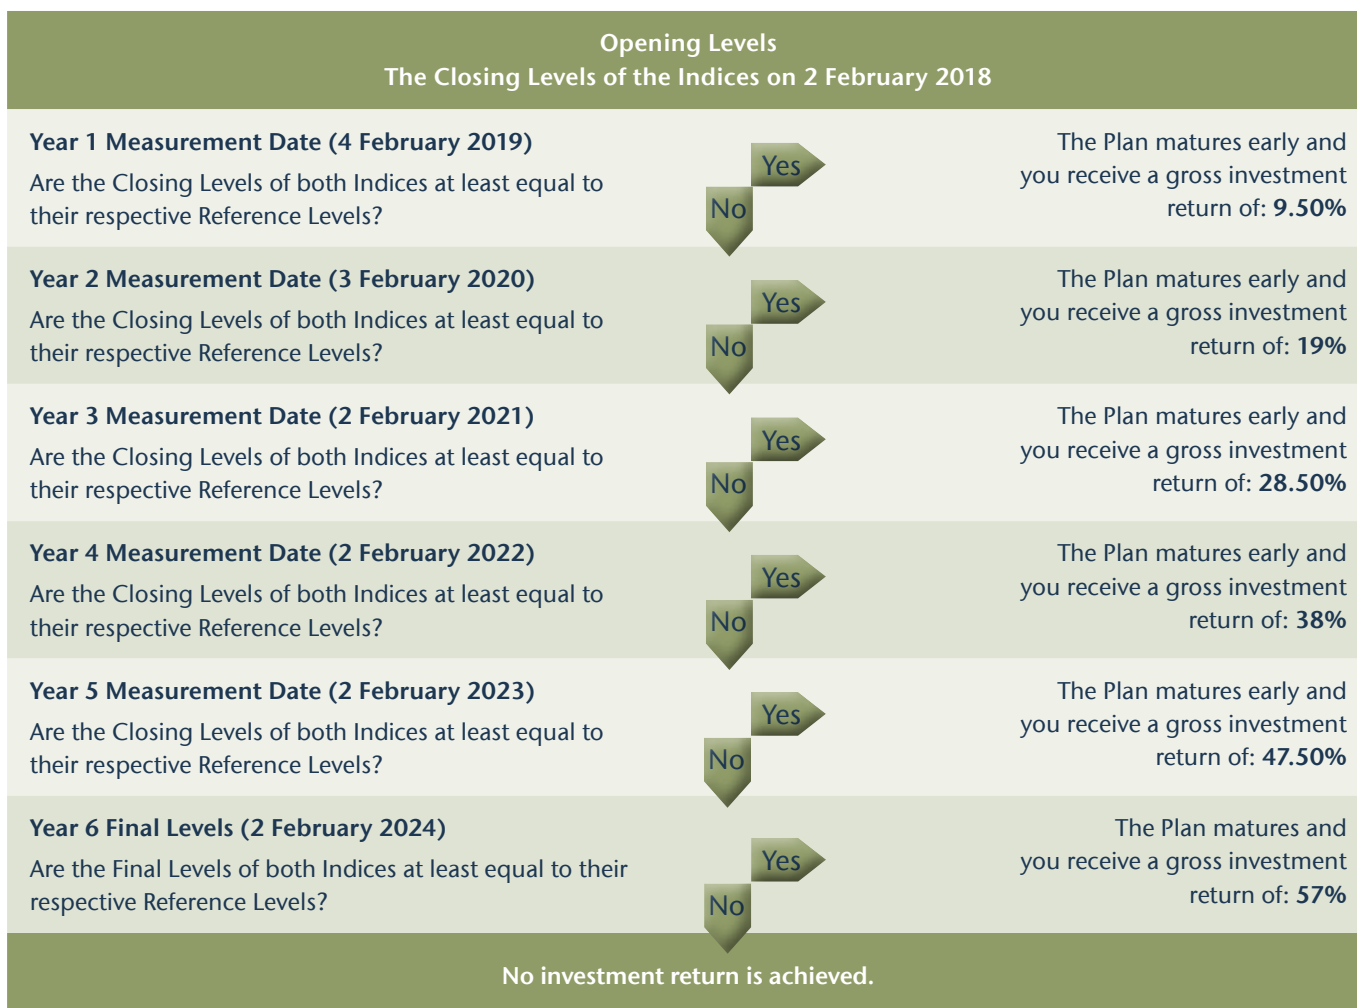 Opening Levels
The Closing Levels of the Indices on 2 February 2018
Year 1 Measurement Date (4 February 2019)
Are the Closing Levels of both Indices at least equal to
their respective Reference Levels?
Yes
No
The Plan matures early and
you receive a gross investment
return of: 9.50%
Year 2 Measurement Date (3 February 2020)
Are the Closing Levels of both Indices at least equal to
their respective Reference Levels?
Yes
No
The Plan matures early and
you receive a gross investment
return of: 19%
Year 3 Measurement Date (2 February 2021)
Are the Closing Levels of both Indices at least equal to
their respective Reference Levels?
Yes
No
The Plan matures early and
you receive a gross investment
return of: 28.50%
Year 4 Measurement Date (2 February 2022)
Are the Closing Levels of both Indices at least equal to
their respective Reference Levels?
Yes
No
The Plan matures early and
you receive a gross investment
return of: 38%
Year 5 Measurement Date (2 February 2023)
Are the Closing Levels of both Indices at least equal to
their respective Reference Levels?
Yes
No
The Plan matures early and
you receive a gross investment
return of: 47.50%
Year 6 Final Levels (2 February 2024)
Are the Final Levels of both Indices at least equal to their
respective Reference Levels?
Yes
No
The Plan matures and
you receive a gross investment
return of: 57%
No investment return is achieved.